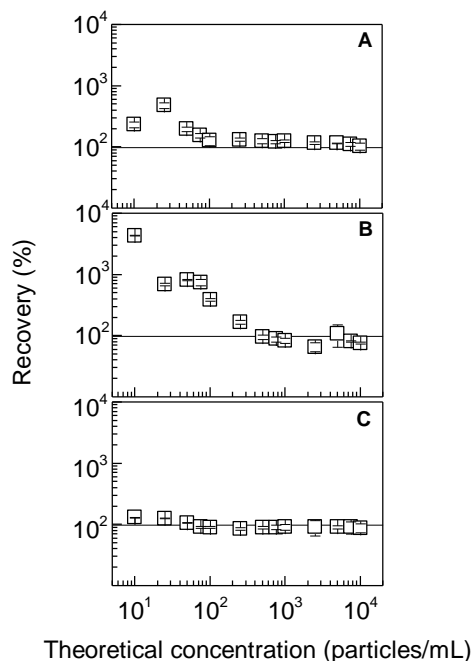 10⁴
A
10³
10²
10⁴
B
10³
10²
10⁴
C
10³
10²
Recovery (%)
10¹ 10² 10³ 10⁴
Theoretical concentration (particles/mL)